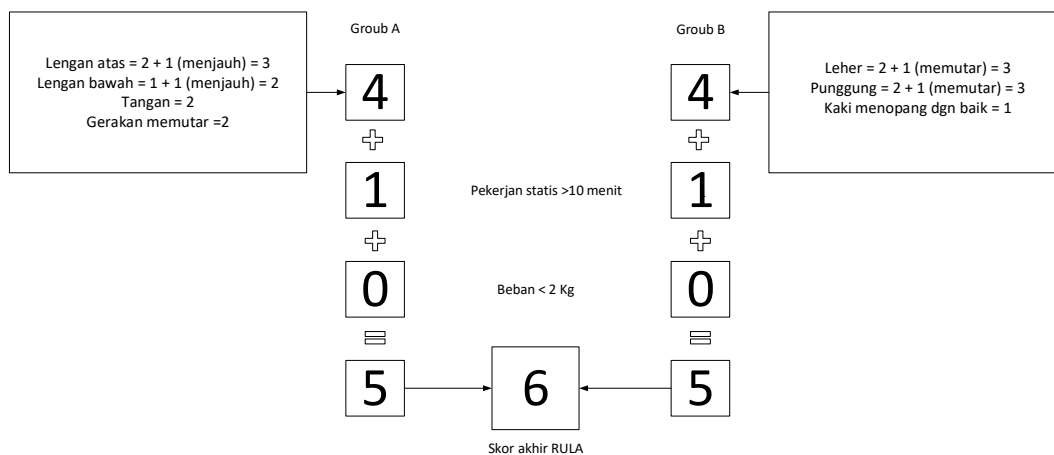 Groub A
Groub B
Lengan atas = 2 + 1 (menjauh) = 3
Lengan bawah = 1 + 1 (menjauh) = 2
Tangan = 2
Gerakan memutar =2
Leher = 2 + 1 (memutar) = 3
Punggung = 2 + 1 (memutar) = 3
Kaki menopang dgn baik = 1
4
4
1
Pekerjan statis >10 menit
1
0
Beban < 2 Kg
0
5
6
5
Skor akhir RULA